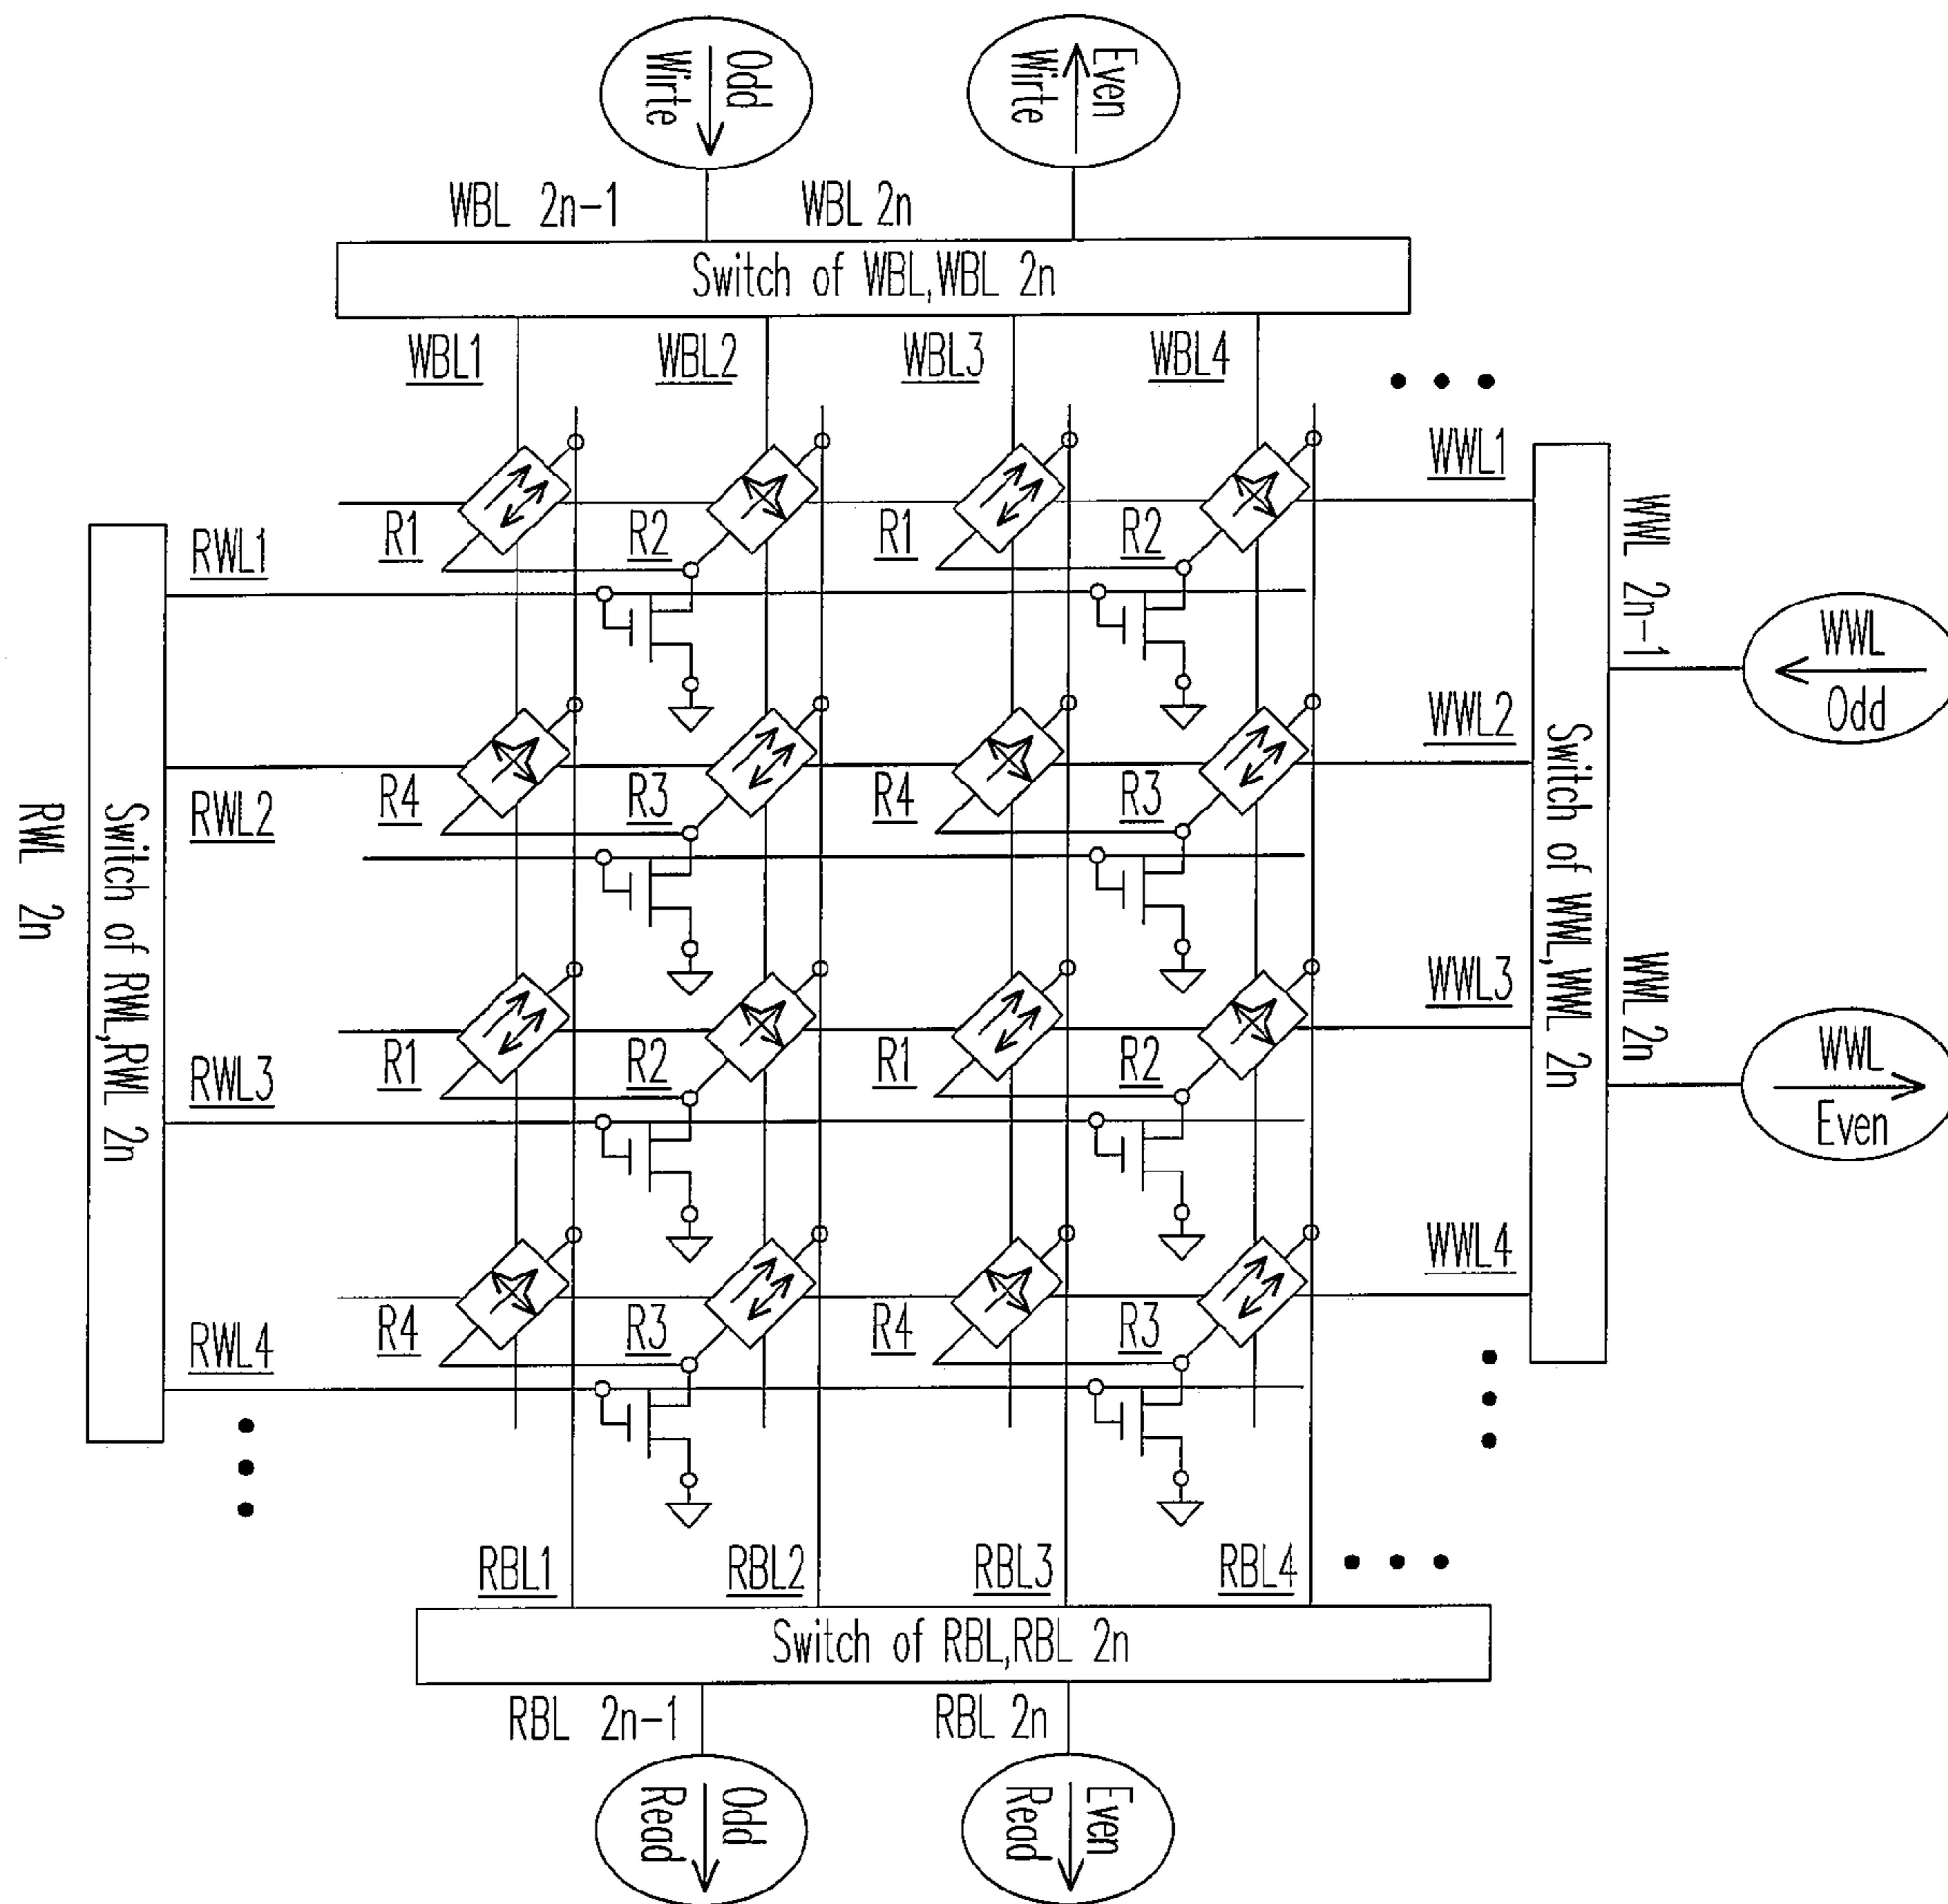 Odd
Wirte
Even
Wirte
WBL 2n-1
WBL 2n
Switch of WBL,WBL 2n
WBL1
WBL2
WBL3
WBL4
WWL1
R1
R2
R1
R2
RWL1
WWL 2n-1
WWL
Odd
WWL2
R4
R3
R4
R3
RWL2
Switch of WWL,WWL 2n
Switch of RWL,RWL 2n
RWL 2n
WWL3
WWL 2n
R1
R2
R1
R2
RWL3
WWL
Even
WWL4
R4
R3
R4
R3
RWL4
RBL1
RBL2
RBL3
RBL4
Switch of RBL,RBL 2n
RBL 2n-1
RBL 2n
Odd
Read
Even
Read